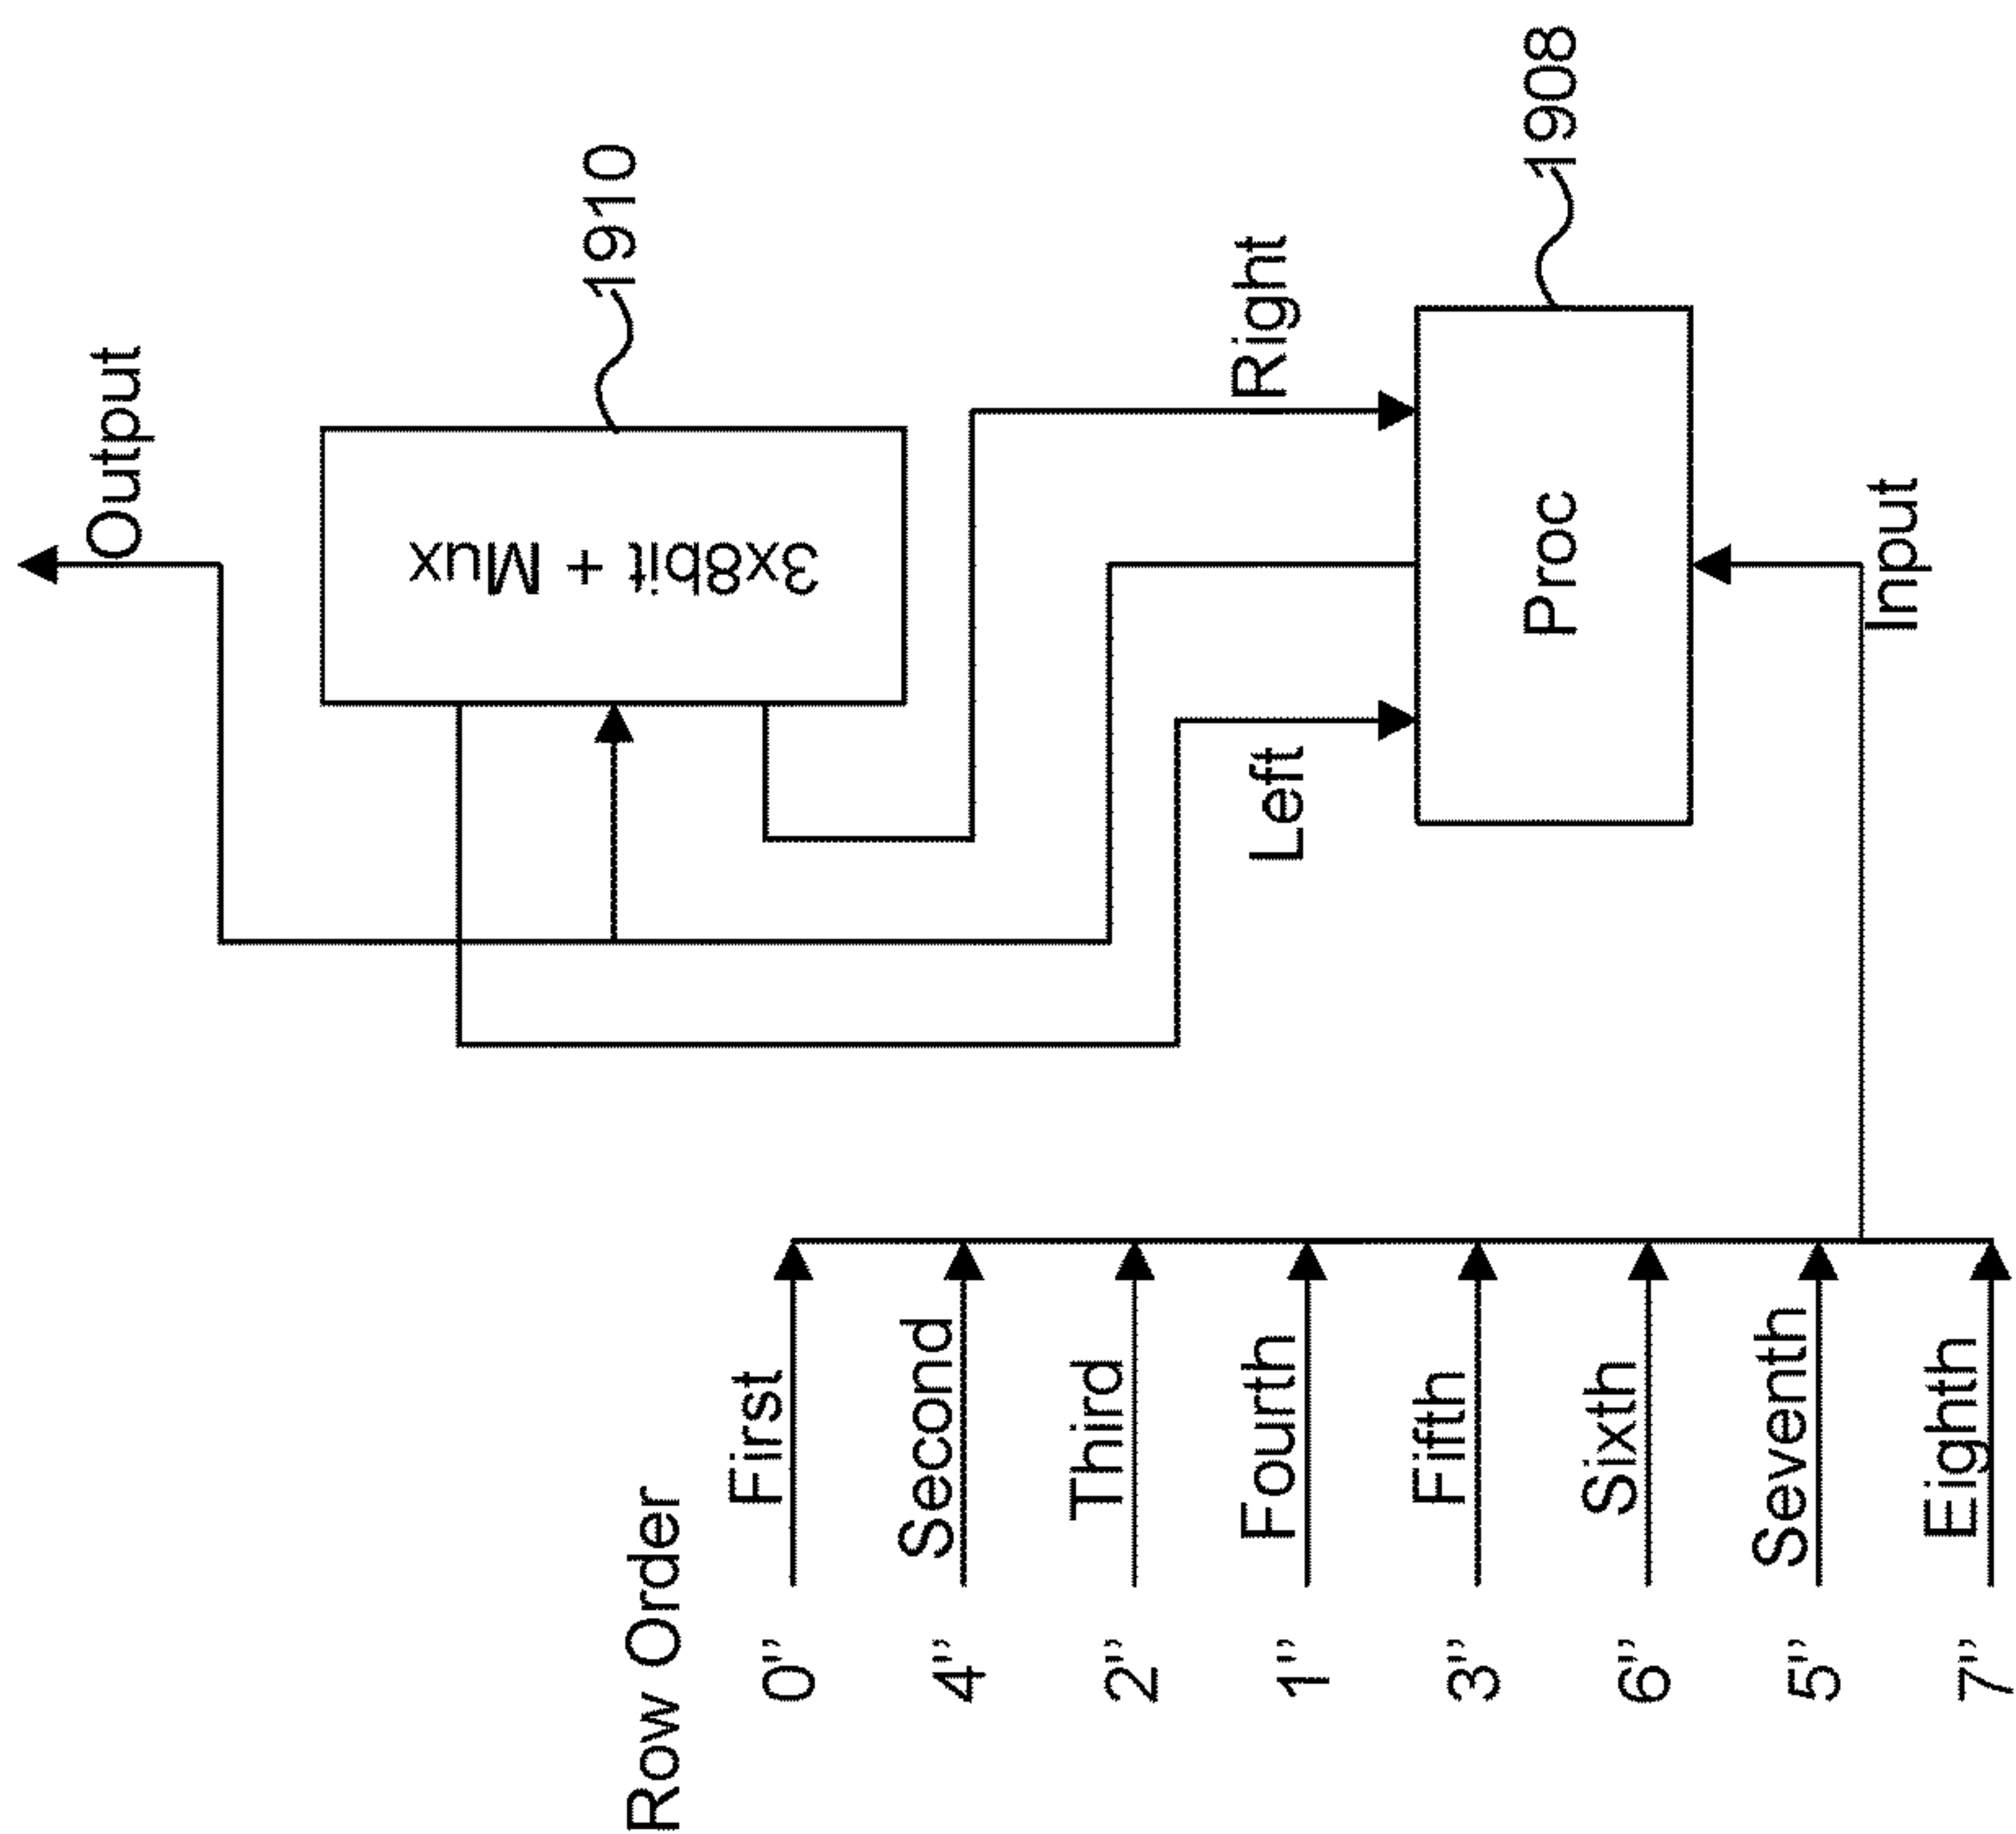 Row Order
0" First
4" Second
2" Third
1" Fourth
3" Fifth
6" Sixth
5" Seventh
7" Eighth
Output
3x8bit + Mux
1910
Left
Right
Proc
1908
Input